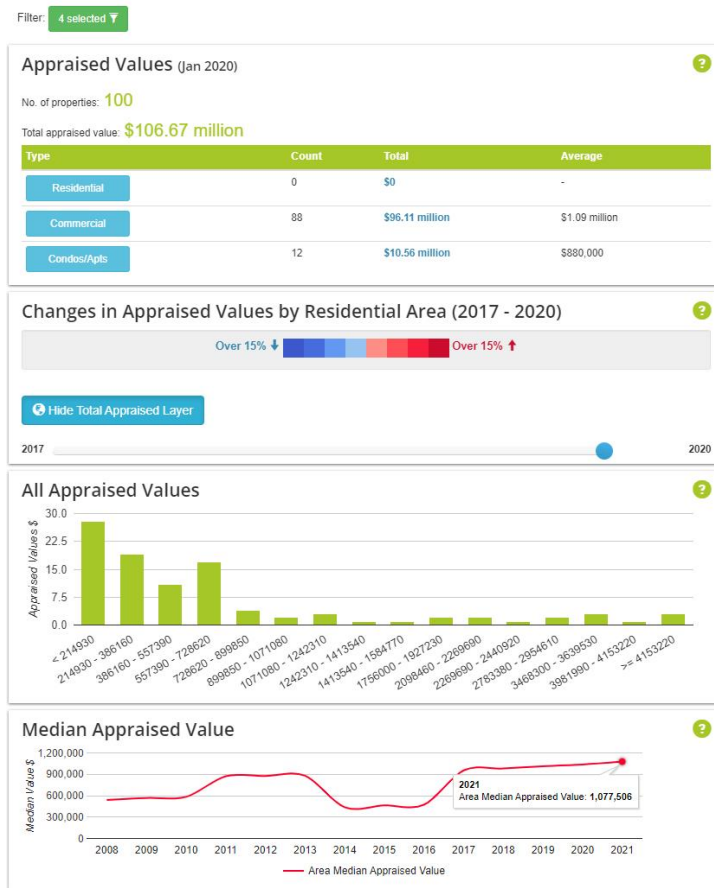 Filter: 4 selected
Appraised Values (Jan 2020)
?
No. of properties: 100
Total appraised value: $106.67 million
Type Count Total Average
Residential 0 $0 -
Commercial 88 $96.11 million $1.09 million
Condos/Apts 12 $10.56 million $880,000
Changes in Appraised Values by Residential Area (2017 - 2020)
?
Over 15% Over 15%
Hide Total Appraised Layer
2017 2020
All Appraised Values
?
Appraised Values $
30.0
22.5
15.0
7.5
0.0
< 214930
214930 - 386160
386160 - 557390
557390 - 728620
728620 - 899850
899850 - 1071080
1071080 - 1242310
1242310 - 1413540
1413540 - 1584770
1756000 - 1927230
2098460 - 2269690
2269690 - 2440920
2783380 - 2954610
3468300 - 3639530
3981990 - 4153220
>= 4153220
Median Appraised Value
?
Median Value $
1,200,000
900,000
600,000
300,000
0
2021
Area Median Appraised Value: 1,077,506
2008 2009 2010 2011 2012 2013 2014 2015 2016 2017 2018 2019 2020 2021
Area Median Appraised Value